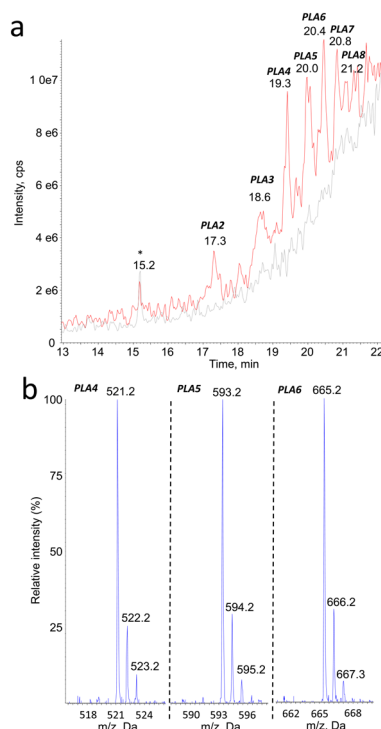 a
PLA6
20.4
PLA7
20.8
PLA5
20.0
PLA8
21.2
PLA4
19.3
1 0e7
8 e6
Intensity, cps
6 e6
PLA3
18.6
PLA2
17.3
4 e6
*
15.2
2 e6
0
13 14 15 16 17 18 19 20 21 22
Time, min
b
PLA4 521.2 PLA5 593.2 PLA6 665.2
100
75
Relative intensity (%)
50
25
522.2 594.2 666.2
523.2 595.2 667.3
518 521 524 590 593 596 662 665 668
m/z, Da m/z, Da m/z, Da